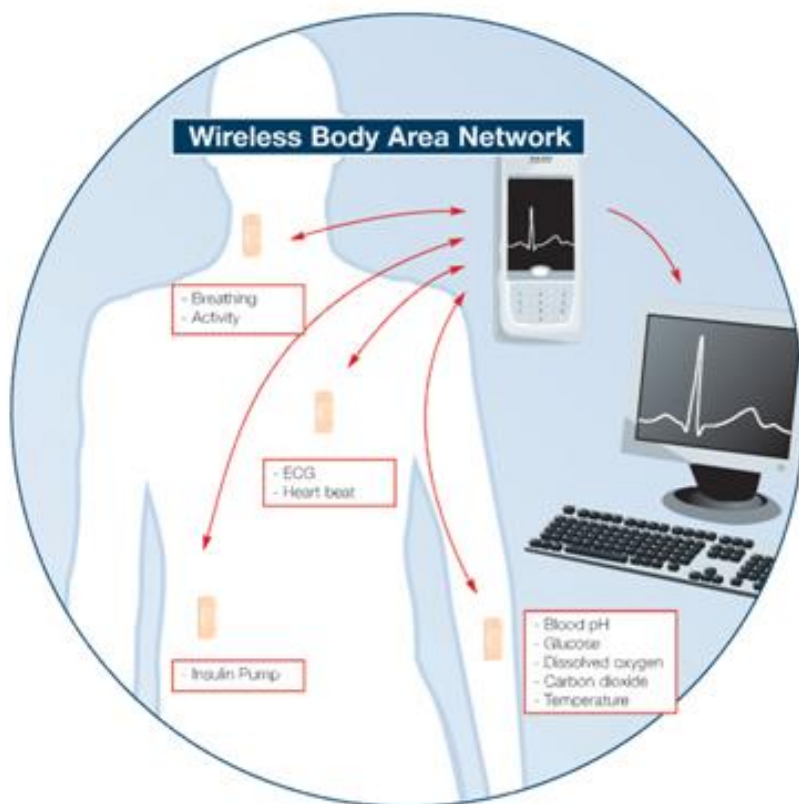 Wireless Body Area Network
- Breathing
- Activity
- ECG
- Heart beat
- Insulin Pump
- Blood pH
- Glucose
- Dissolved oxygen
- Carbon dioxide
- Temperature